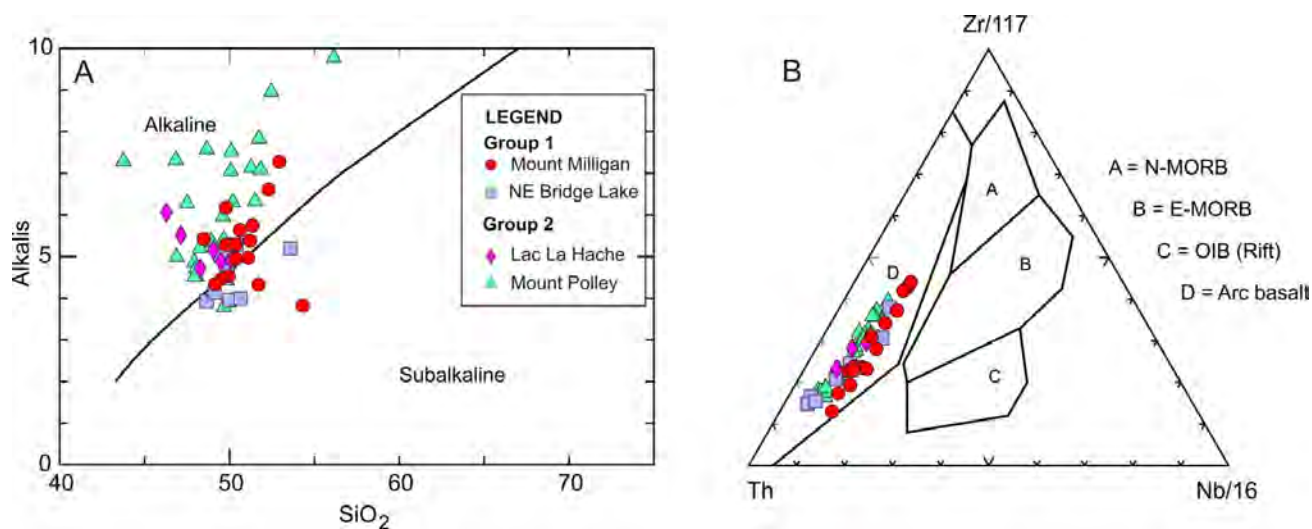 A
10
5
0
Alkalis
Alkaline
Subalkaline
LEGEND
Group 1
Mount Milligan
NE Bridge Lake
Group 2
Lac La Hache
Mount Polley
40
50
60
70
SiO₂
B
Zr/117
A
B
C
D
A = N-MORB
B = E-MORB
C = OIB (Rift)
D = Arc basalt
Th
Nb/16